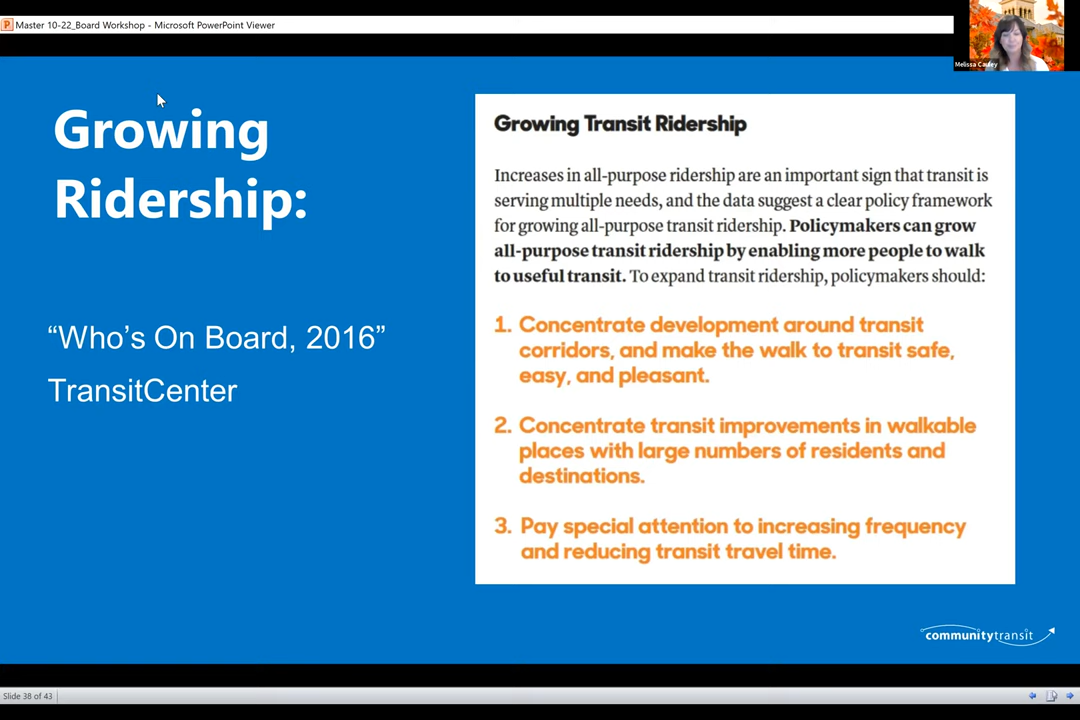 Master 10-22_Board Workshop - Microsoft PowerPoint Viewer
Melissa Cauley
Growing
Ridership:
“Who’s On Board, 2016”
TransitCenter
Growing Transit Ridership
Increases in all-purpose ridership are an important sign that transit is
serving multiple needs, and the data suggest a clear policy framework
for growing all-purpose transit ridership. Policymakers can grow
all-purpose transit ridership by enabling more people to walk
to useful transit. To expand transit ridership, policymakers should:
1. Concentrate development around transit
corridors, and make the walk to transit safe,
easy, and pleasant.
2. Concentrate transit improvements in walkable
places with large numbers of residents and
destinations.
3. Pay special attention to increasing frequency
and reducing transit travel time.
communitytransit
Slide 38 of 43